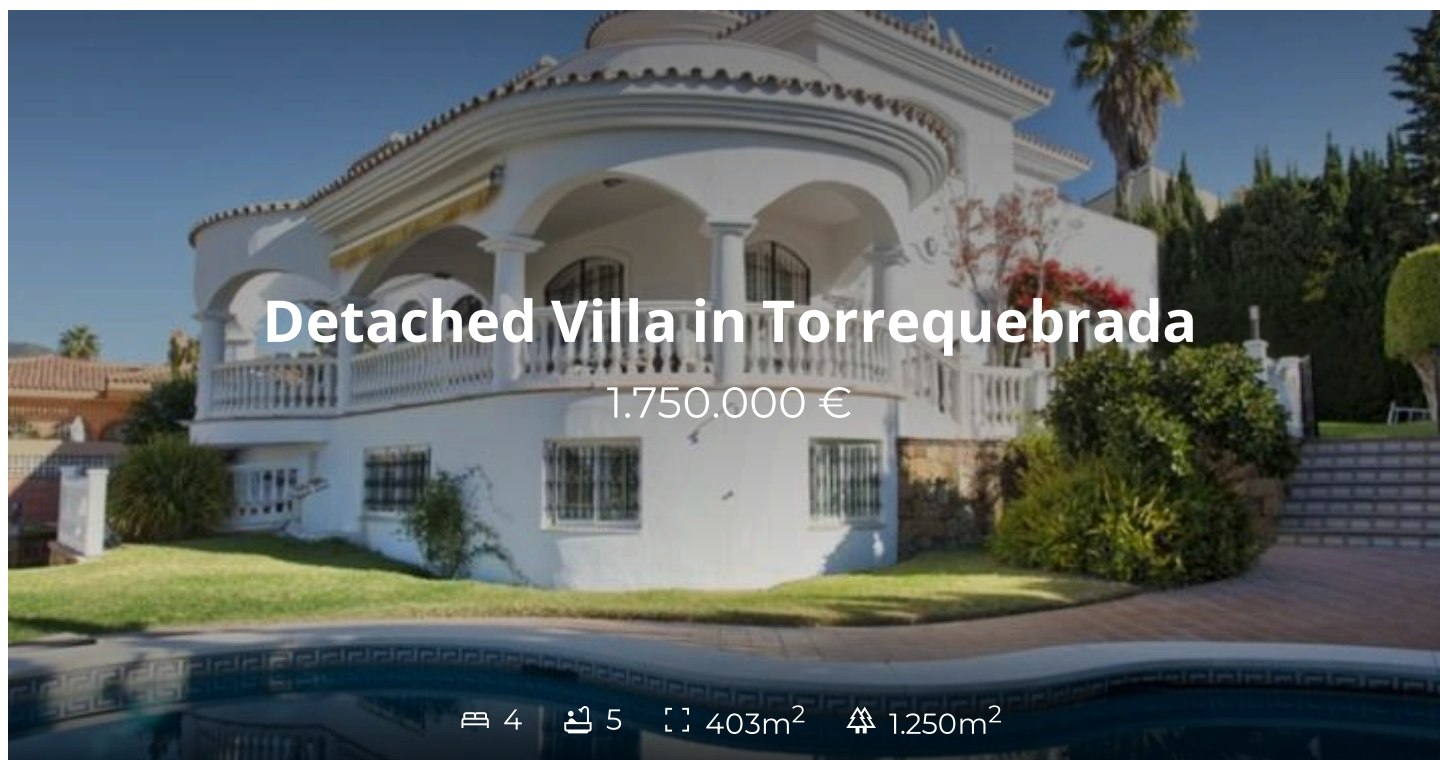 Detached Villa in Torrequebrada
1.750.000 €
4 5 403m² 1.250m²